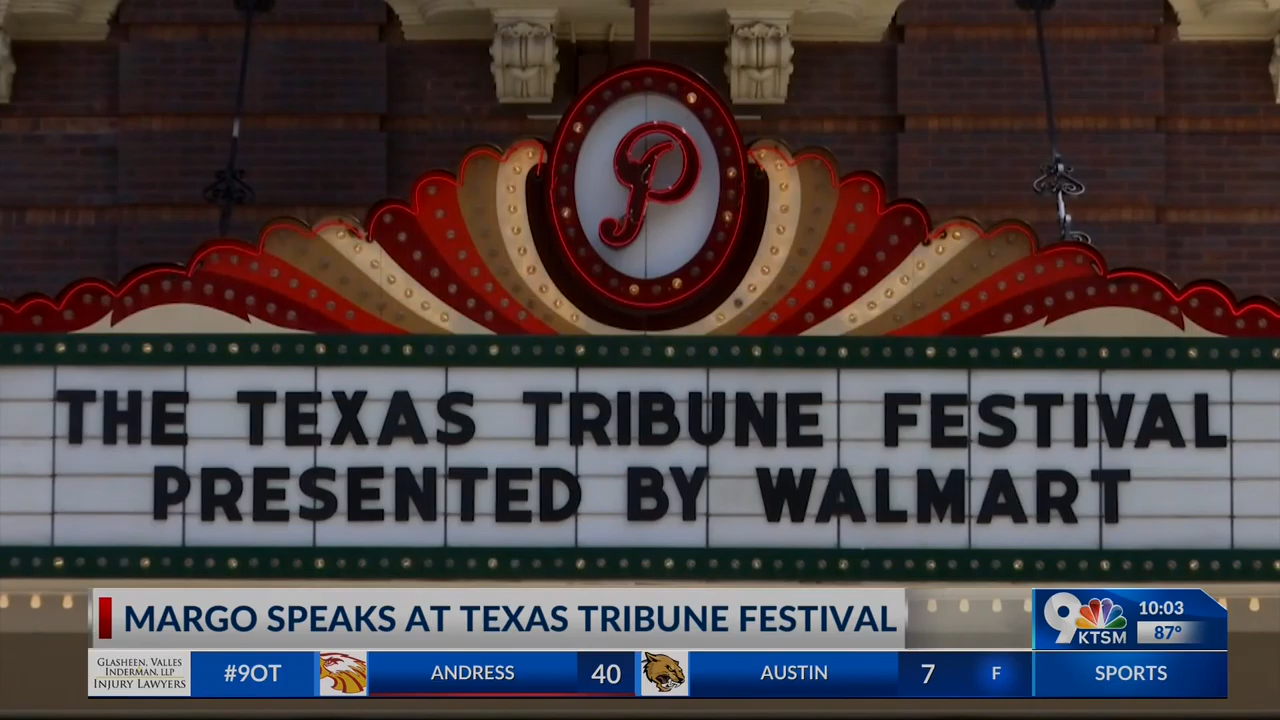 P
THE TEXAS TRIBUNE FESTIVAL
PRESENTED BY WALMART
MARGO SPEAKS AT TEXAS TRIBUNE FESTIVAL
9 KTSM
10:03
87°
GLASHEEN, VALLES
INDERMAN, LLP
INJURY LAWYERS
#9OT
ANDRESS 40
AUSTIN 7 F
SPORTS